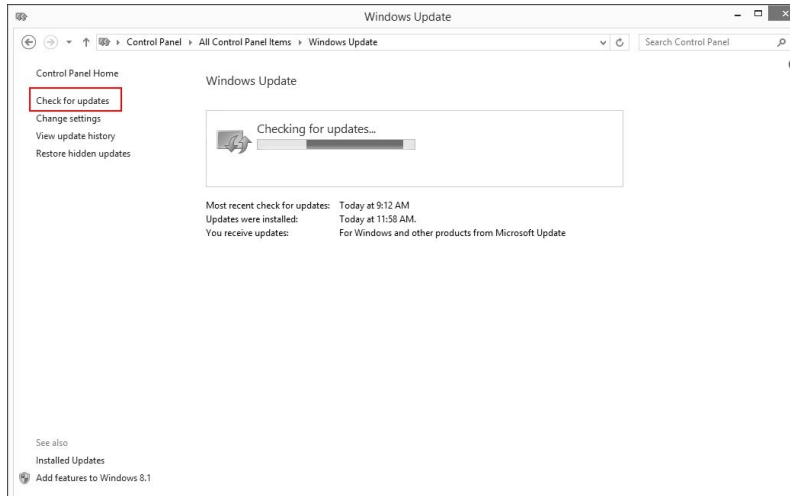 Windows Update
Control Panel All Control Panel Items Windows Update
Search Control Panel
Control Panel Home
Check for updates
Change settings
View update history
Restore hidden updates
Windows Update
Checking for updates...
Most recent check for updates: Today at 9:12 AM
Updates were installed: Today at 11:58 AM.
You receive updates: For Windows and other products from Microsoft Update
See also
Installed Updates
Add features to Windows 8.1